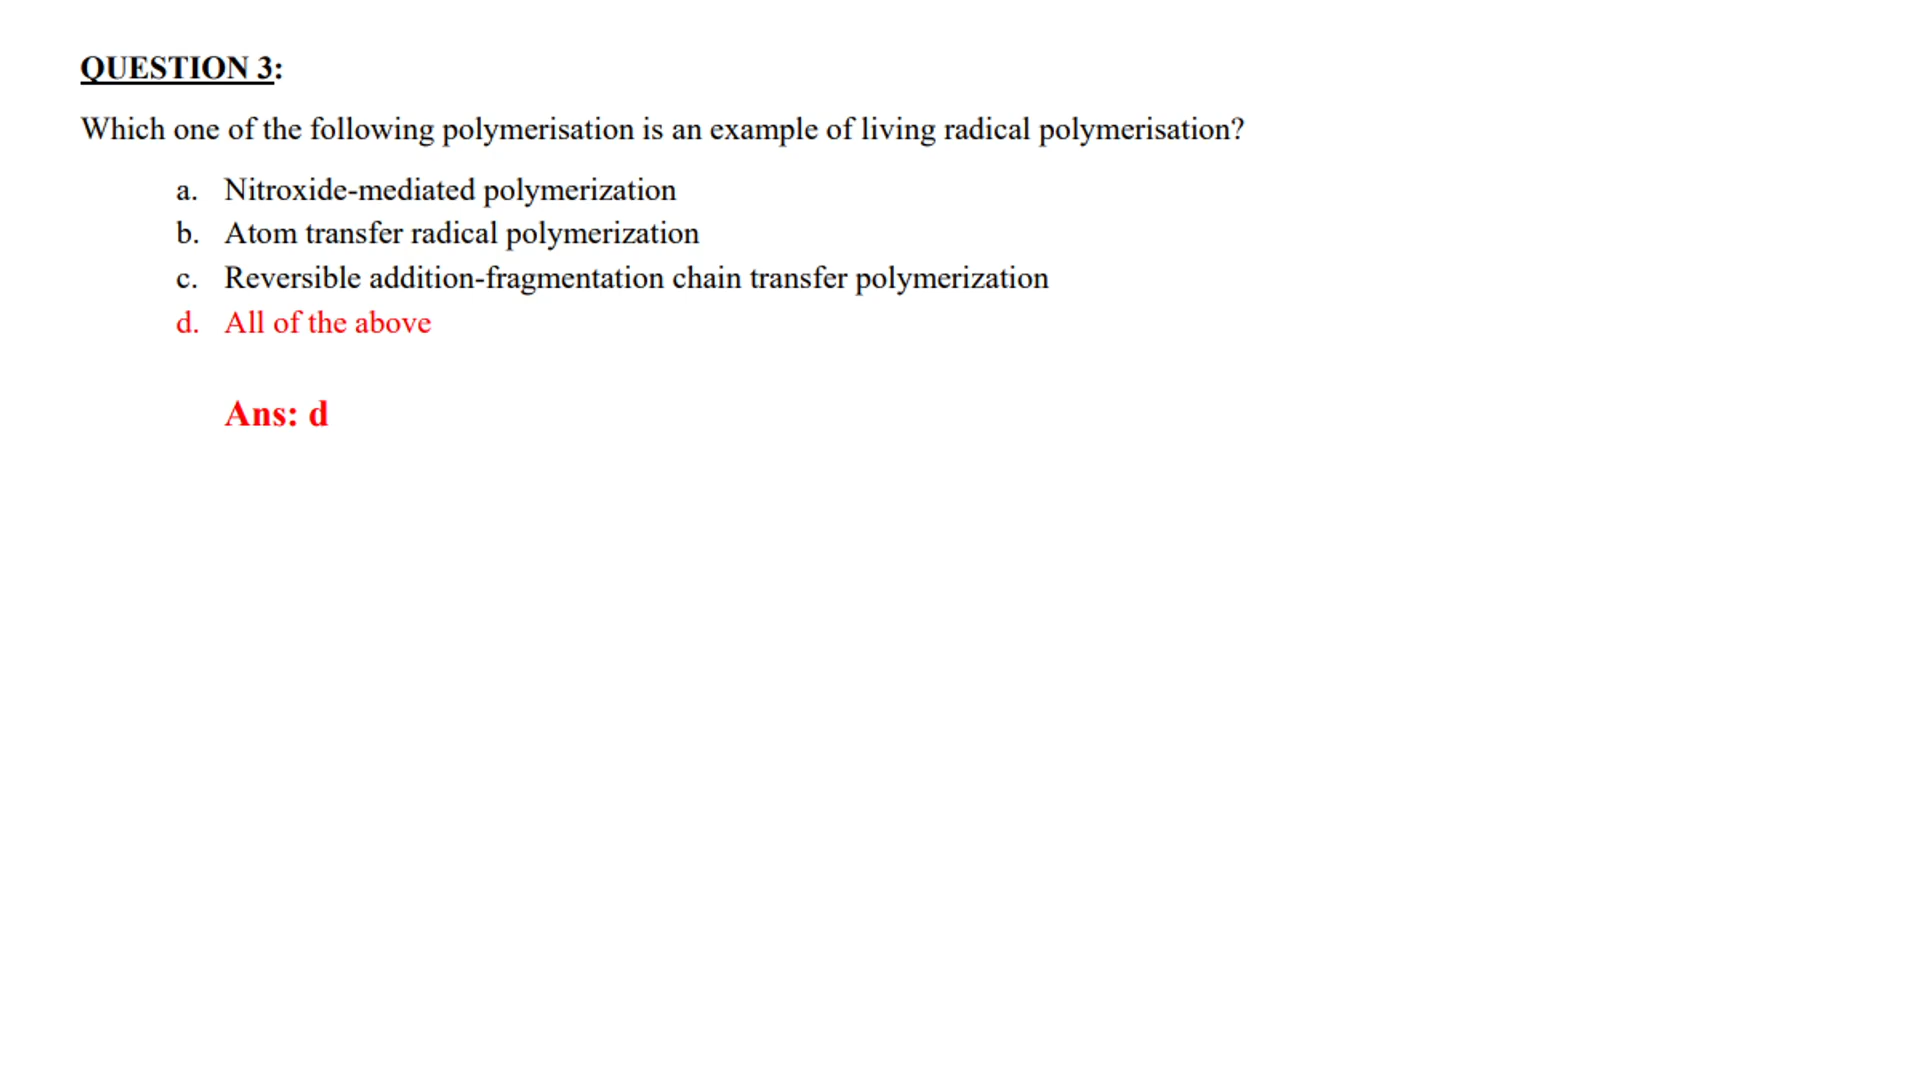 QUESTION 3:
Which one of the following polymerisation is an example of living radical polymerisation?
a. Nitroxide-mediated polymerization
b. Atom transfer radical polymerization
c. Reversible addition-fragmentation chain transfer polymerization
d. All of the above
Ans: d